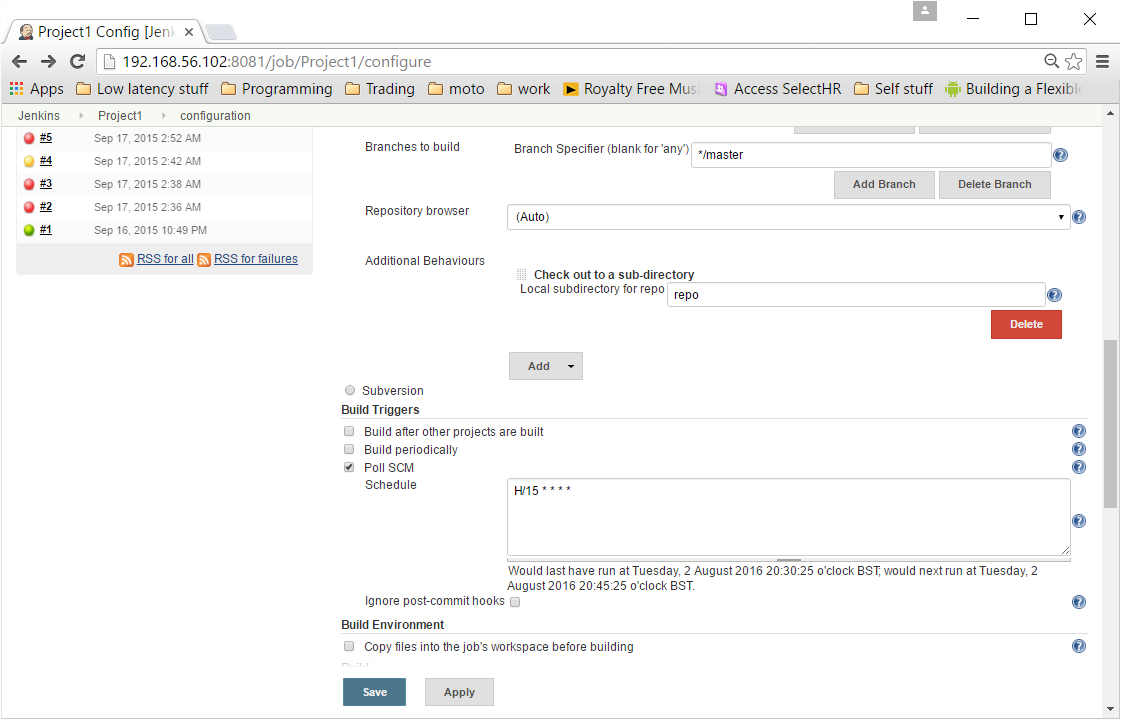 Project1 Config [Jenk
192.168.56.102:8081/job/Project1/configure
Apps Low latency stuff Programming Trading moto work Royalty Free Mus Access SelectHR Self stuff Building a Flexible
Jenkins Project1 configuration
#5 Sep 17, 2015 2:52 AM
#4 Sep 17, 2015 2:42 AM
#3 Sep 17, 2015 2:38 AM
#2 Sep 17, 2015 2:36 AM
#1 Sep 16, 2015 10:49 PM
RSS for all RSS for failures
Branches to build Branch Specifier (blank for 'any') */master
Add Branch Delete Branch
Repository browser (Auto)
Additional Behaviours
Check out to a sub-directory
Local subdirectory for repo repo
Delete
Add
Subversion
Build Triggers
Build after other projects are built
Build periodically
Poll SCM
Schedule H/15 * * * *
Would last have run at Tuesday, 2 August 2016 20:30:25 o'clock BST; would next run at Tuesday, 2
August 2016 20:45:25 o'clock BST.
Ignore post-commit hooks
Build Environment
Copy files into the job's workspace before building
Build
Save Apply